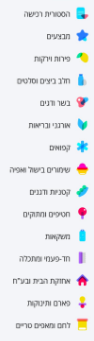 הסטורית רכישה
מבצעים
פירות וירקות
חלב ביצים וסלטים
בשר ודגים
אורגני ובריאות
קפואים
שימורים בישול ואפיה
קטניות ודגנים
חטיפים ומתוקים
משקאות
חד-פעמי ומתכלה
אחזקת הבית ובע"ח
פארם ותינוקות
לחם ומאפים טריים